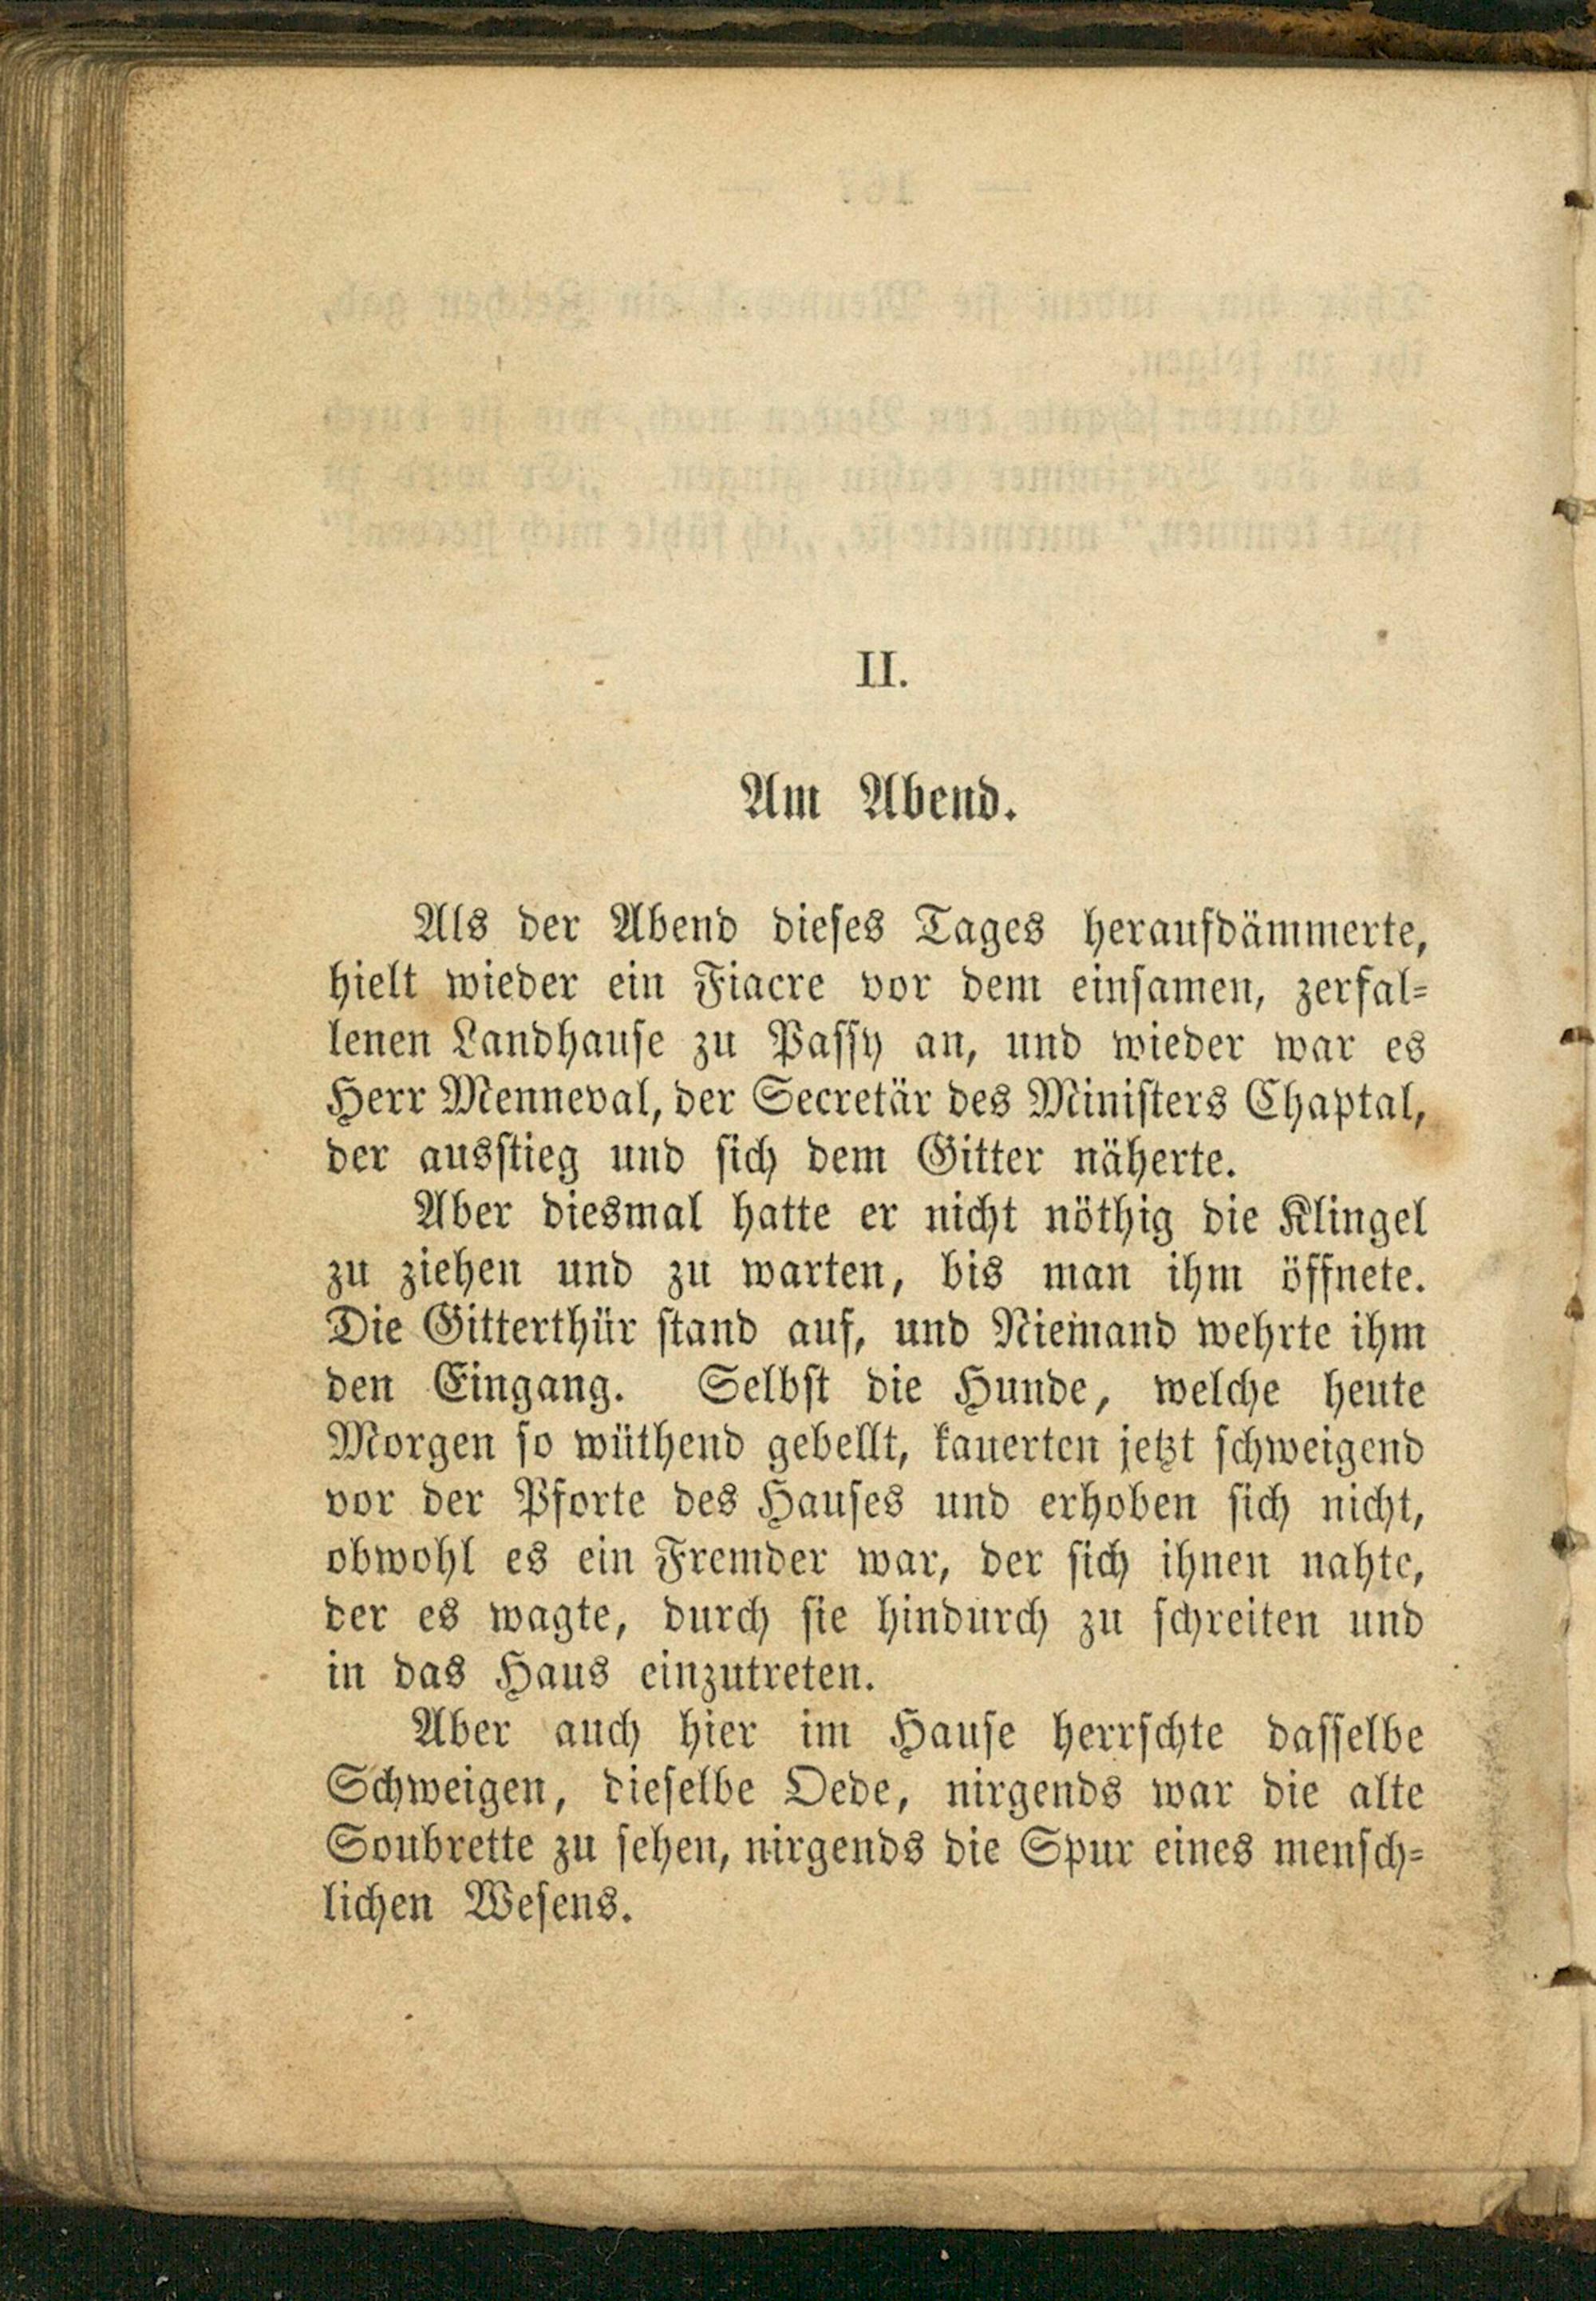 II.
Am Abend.
Als der Abend dieses Tages heraufdämmerte,
hielt wieder ein Fiacre vor dem einsamen, zerfal-
lenen Landhause zu Passy an, und wieder war es
Herr Menneval, der Secretär des Ministers Chaptal,
der ausstieg und sich dem Gitter näherte.
Aber diesmal hatte er nicht nöthig die Klingel
zu ziehen und zu warten, bis man ihm öffnete.
Die Gitterthür stand auf, und Niemand wehrte ihm
den Eingang. Selbst die Hunde, welche heute
Morgen so wüthend gebellt, kauerten jetzt schweigend
vor der Pforte des Hauses und erhoben sich nicht,
obwohl es ein Fremder war, der sich ihnen nahte,
der es wagte, durch sie hindurch zu schreiten und
in das Haus einzutreten.
Aber auch hier im Hause herrschte dasselbe
Schweigen, dieselbe Oede, nirgends war die alte
Soubrette zu sehen, nirgends die Spur eines mensch-
lichen Wesens.